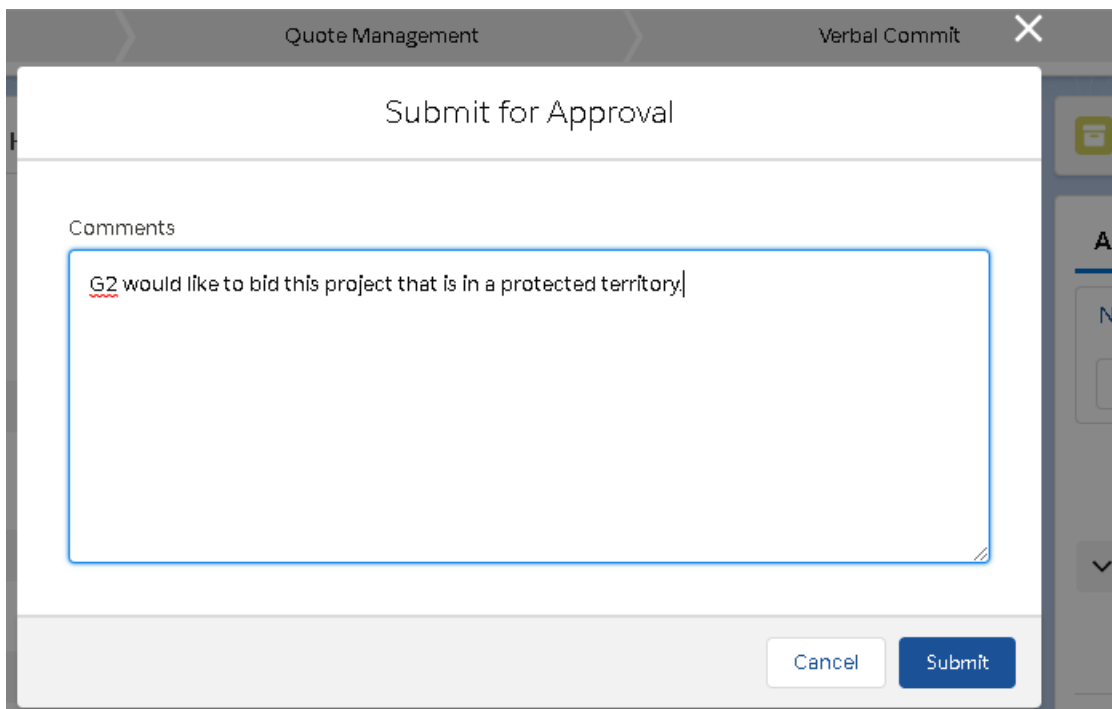 Quote Management
Verbal Commit
Submit for Approval
Comments
G2 would like to bid this project that is in a protected territory.
Cancel
Submit